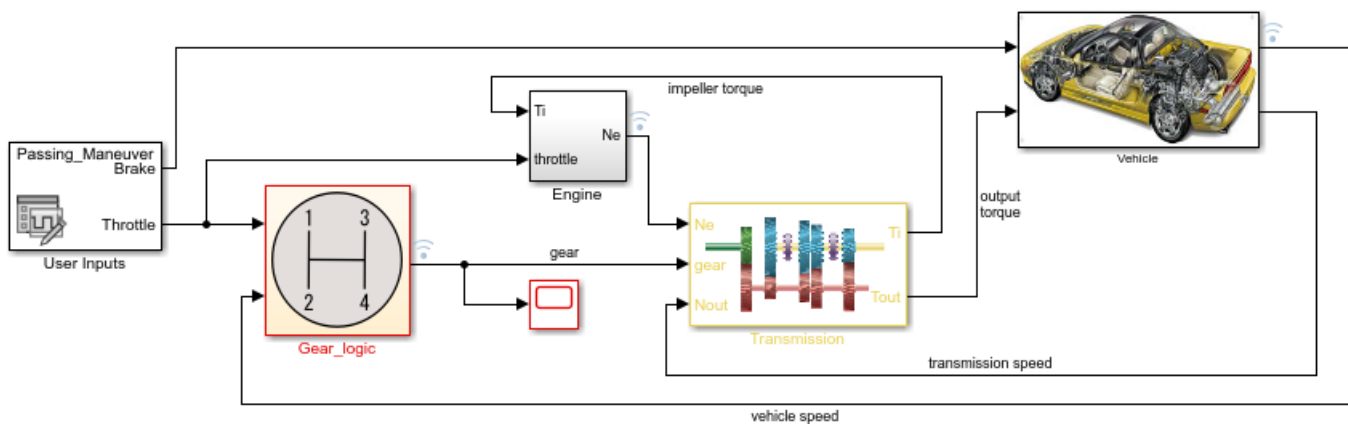 Passing_Maneuver
Brake
Throttle
User Inputs
1 3
2 4
Gear_logic
gear
impeller torque
Ti
Ne
throttle
Engine
Ne
gear
Nout
Ti
Tout
Transmission
output
torque
Vehicle
transmission speed
vehicle speed